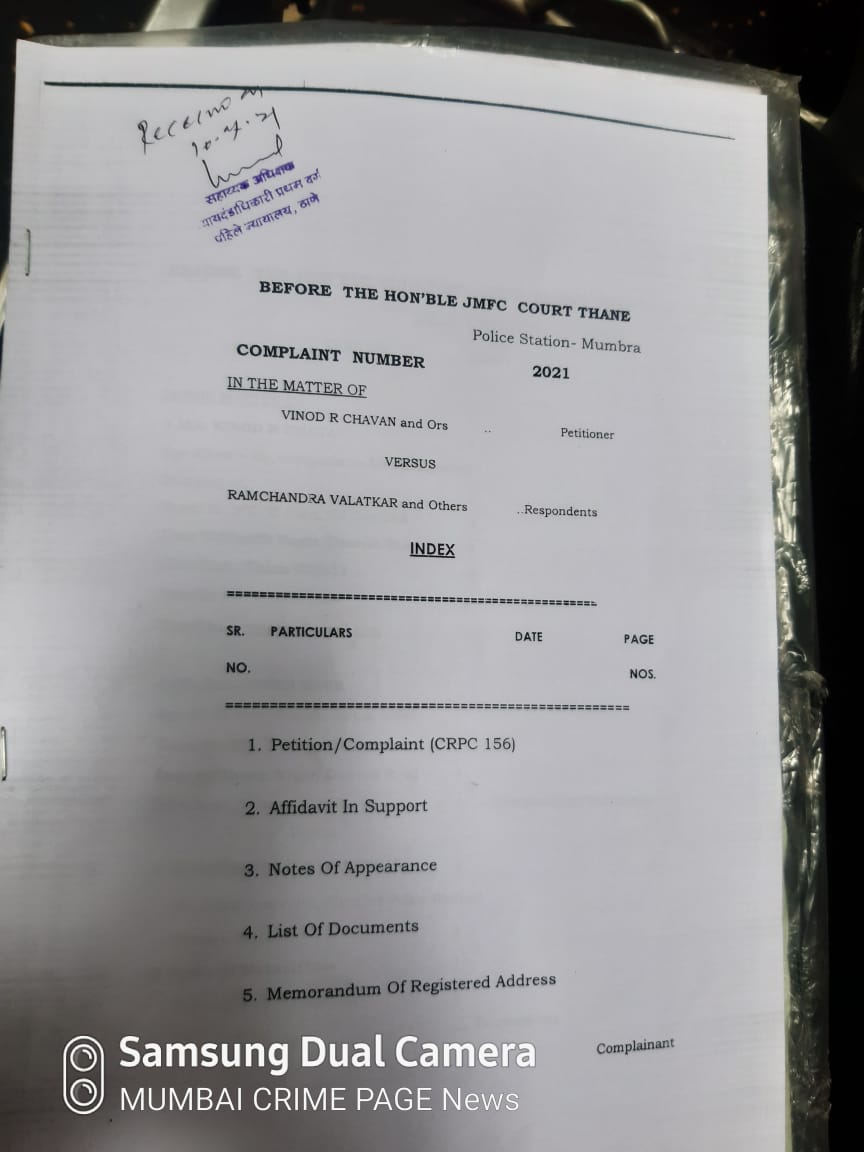 Received
सहाय्यक अधिक्षक
न्यायदंडाधिकारी प्रथम वर्ग
पहिले न्यायालय, ठाणे
BEFORE THE HON'BLE JMFC COURT THANE
Police Station- Mumbra
COMPLAINT NUMBER 2021
IN THE MATTER OF
VINOD R CHAVAN and Ors .. Petitioner
VERSUS
RAMCHANDRA VALATKAR and Others ..Respondents
INDEX
SR. PARTICULARS DATE PAGE
NO. NOS.
1. Petition/Complaint (CRPC 156)
2. Affidavit In Support
3. Notes Of Appearance
4. List Of Documents
5. Memorandum Of Registered Address
Complainant
Samsung Dual Camera
MUMBAI CRIME PAGE News